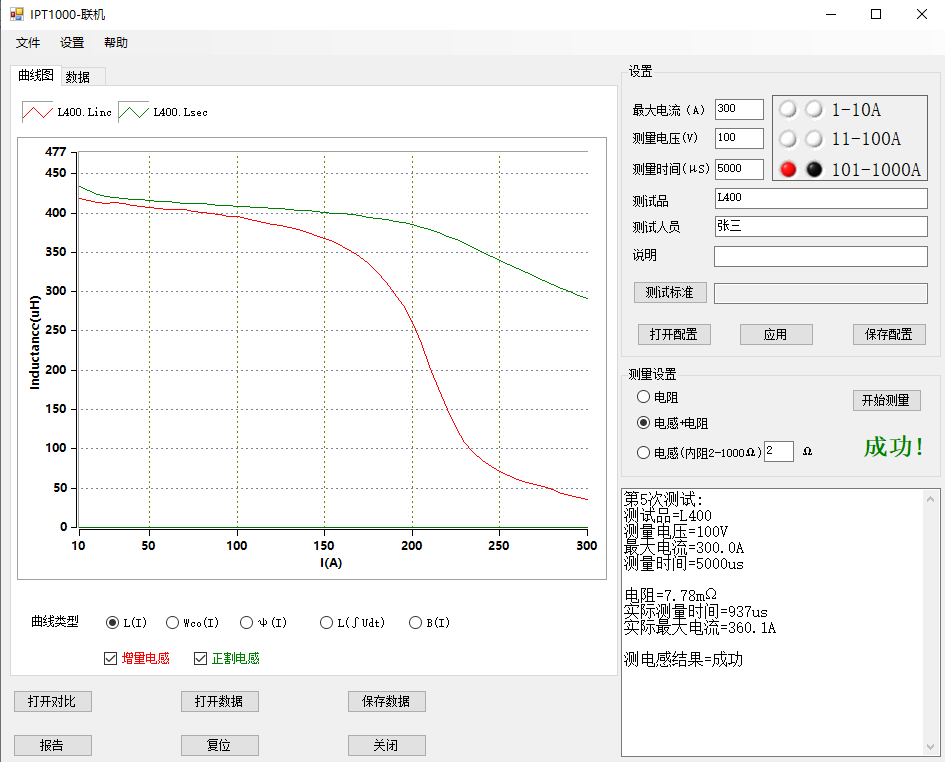 IPT1000-联机
文件 设置 帮助
曲线图 数据
L400.Linc L400.Lsec
477
450
400
350
300
250
200
150
100
50
0
Inductance(uH)
10 50 100 150 200 250 300
I(A)
曲线类型 L(I) Wco(I) Ψ(I) L(∫Udt) B(I)
增量电感 正割电感
打开对比 打开数据 保存数据
报告 复位 关闭
设置
最大电流（A） 300
测量电压(V) 100
测量时间(μS) 5000
1-10A
11-100A
101-1000A
测试品 L400
测试人员 张三
说明
测试标准
打开配置 应用 保存配置
测量设置
电阻
电感+电阻
电感(内阻2-1000Ω) 2 Ω
开始测量
成功!
第5次测试:
测试品=L400
测量电压=100V
最大电流=300.0A
测量时间=5000us
电阻=7.78mΩ
实际测量时间=937us
实际最大电流=360.1A
测电感结果=成功